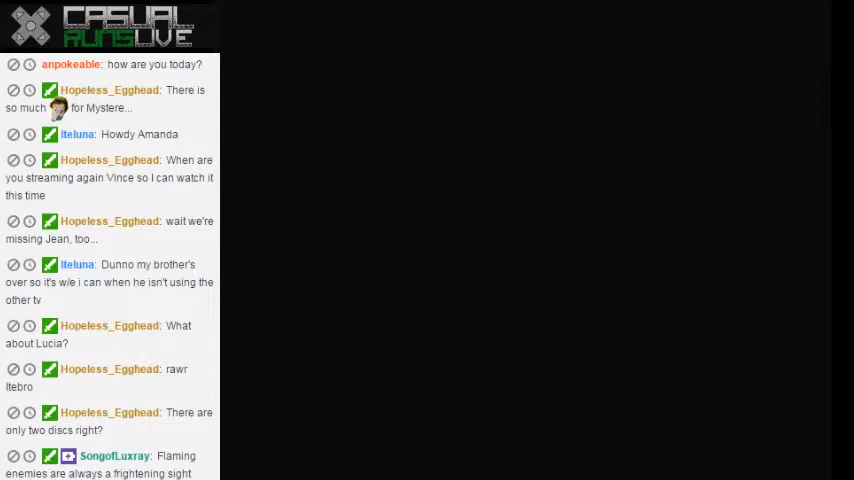 CASUAL
RUNSLIVE
anpokeable: how are you today?
Hopeless_Egghead: There is
so much for Mystere...
Iteluna: Howdy Amanda
Hopeless_Egghead: When are
you streaming again Vince so I can watch it
this time
Hopeless_Egghead: wait we're
missing Jean, too...
Iteluna: Dunno my brother's
over so it's w/e i can when he isn't using the
other tv
Hopeless_Egghead: What
about Lucia?
Hopeless_Egghead: rawr
Itebro
Hopeless_Egghead: There are
only two discs right?
SongofLuxray: Flaming
enemies are always a frightening sight